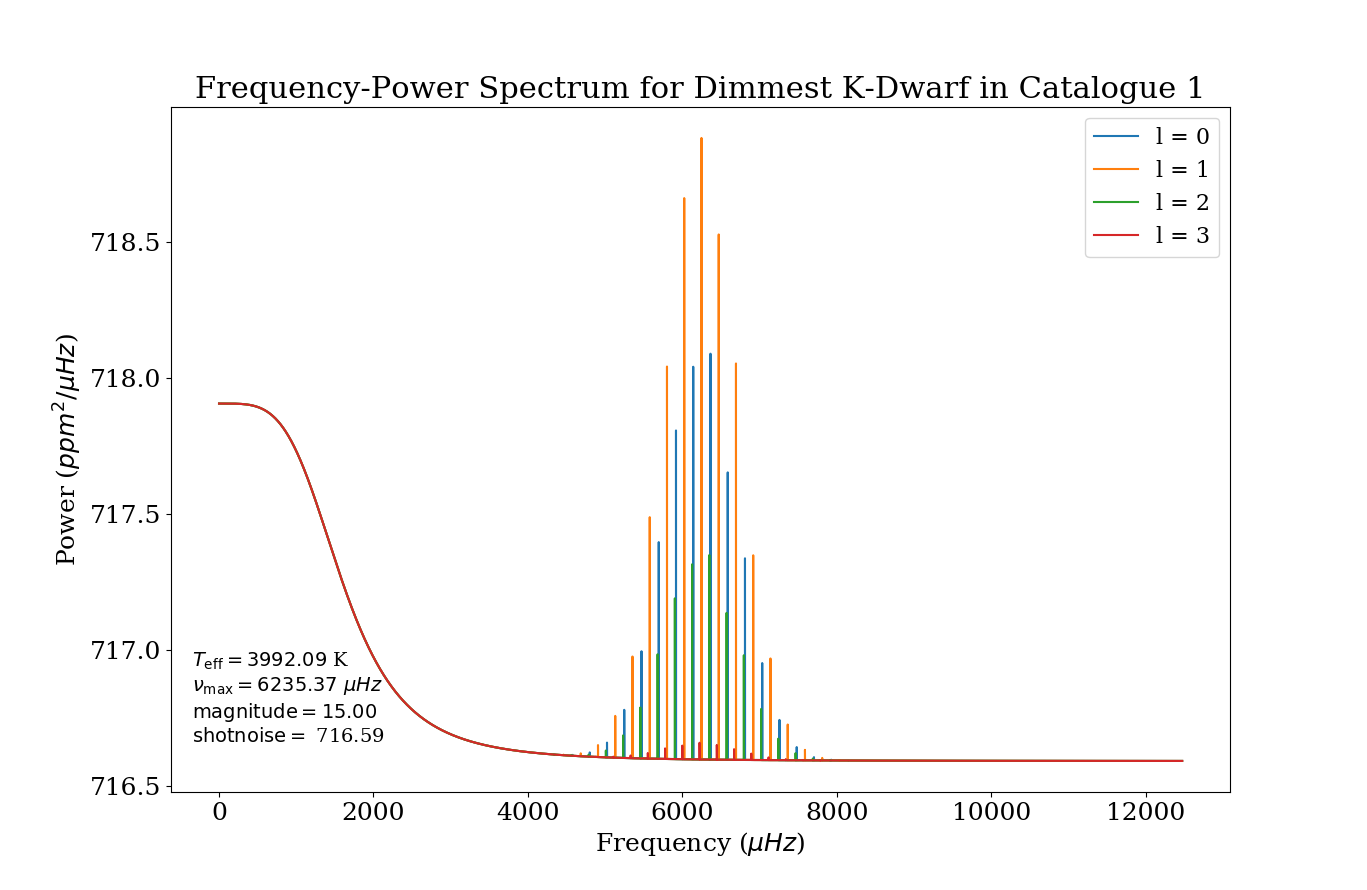 Frequency-Power Spectrum for Dimmest K-Dwarf in Catalogue 1
l = 0
l = 1
l = 2
l = 3
718.5
718.0
717.5
717.0
716.5
Power (ppm²/μHz)
T_eff = 3992.09 K
ν_max = 6235.37 μHz
magnitude = 15.00
shotnoise = 716.59
0 2000 4000 6000 8000 10000 12000
Frequency (μHz)